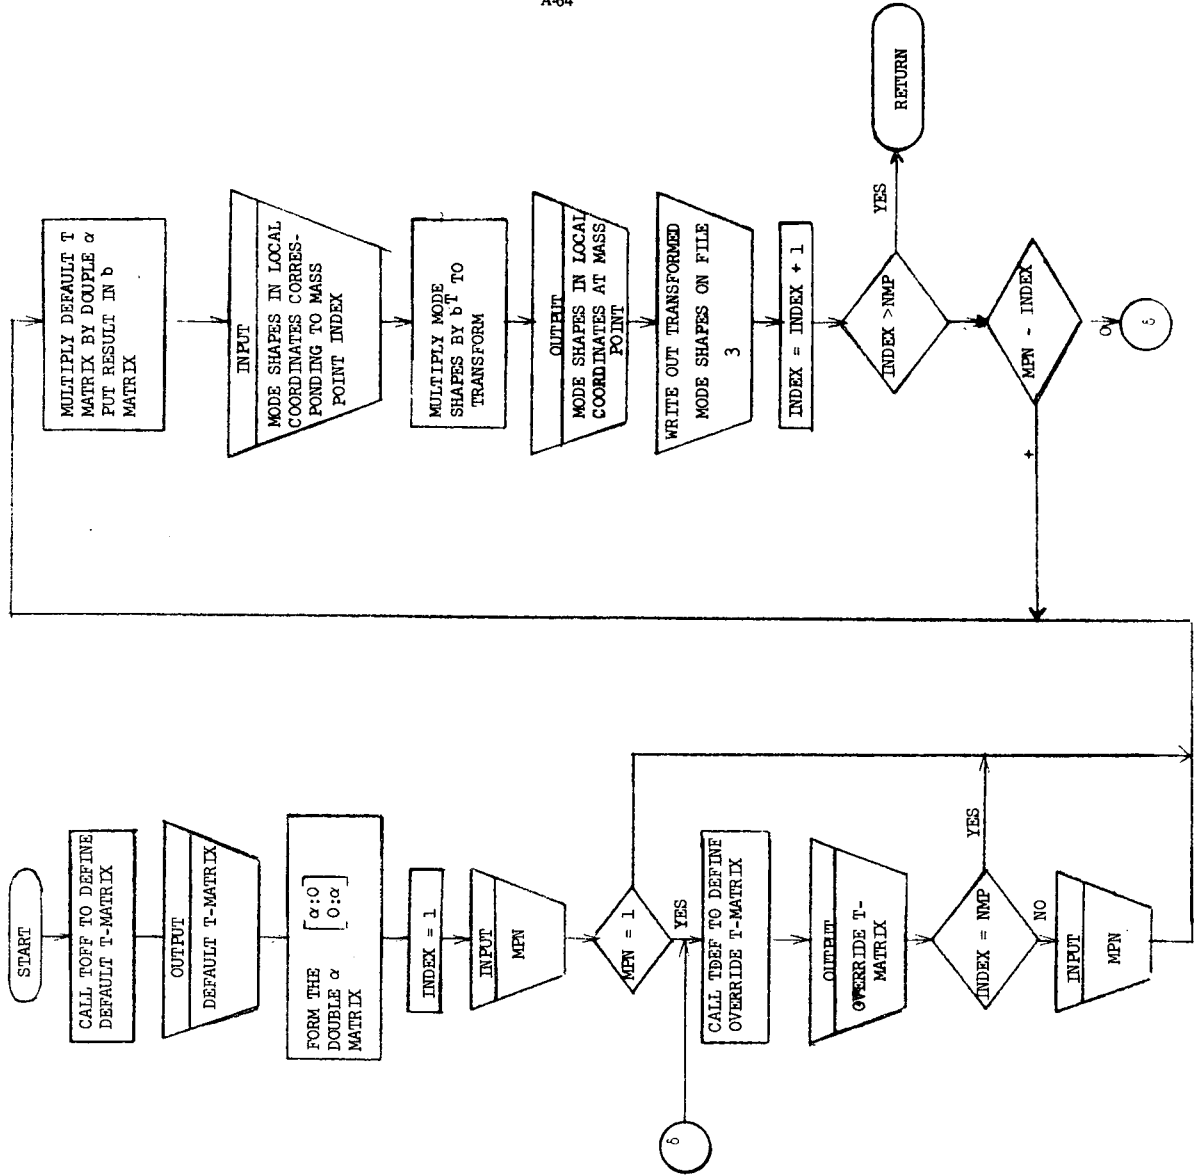 A-64
START
CALL TOFF TO DEFINE
DEFAULT T-MATRIX
OUTPUT
DEFAULT T-MATRIX
FORM THE
DOUBLE α
MATRIX
α:0
0:α
INDEX = 1
INPUT
MPN
MPN = 1
YES
δ
CALL TDEF TO DEFINE
OVERRIDE T-MATRIX
OUTPUT
OVERRIDE T-
MATRIX
INDEX = NMP
YES
NO
INPUT
MPN
MULTIPLY DEFAULT T
MATRIX BY DOUPLE α
PUT RESULT IN b
MATRIX
INPUT
MODE SHAPES IN LOCAL
COORDINATES CORRES-
PONDING TO MASS
POINT INDEX
MULTIPLY MODE
SHAPES BY bᵀ TO
TRANSFORM
OUTPUT
MODE SHAPES IN LOCAL
COORDINATES AT MASS
POINT
WRITE OUT TRANSFORMED
MODE SHAPES ON FILE
3
INDEX = INDEX + 1
INDEX >NMP
YES
RETURN
MPN - INDEX
+
0
δ